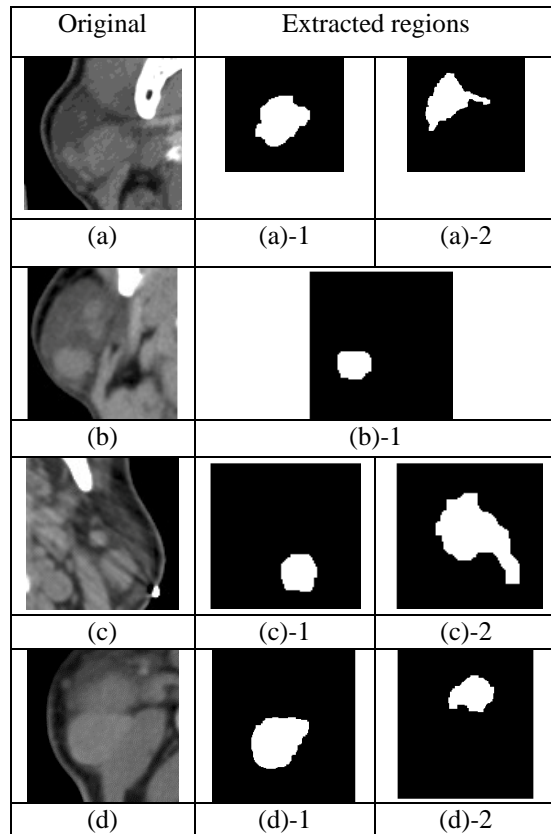 Original Extracted regions
(a) (a)-1 (a)-2
(b) (b)-1
(c) (c)-1 (c)-2
(d) (d)-1 (d)-2